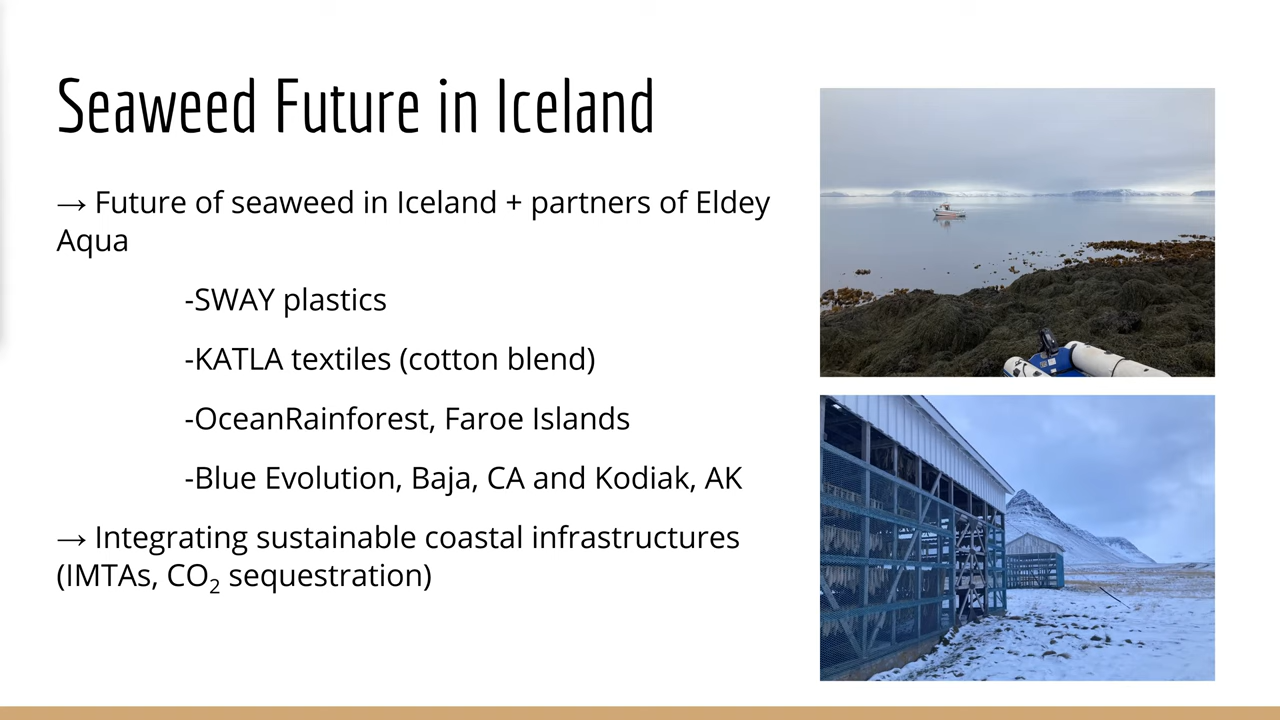 Seaweed Future in Iceland
→ Future of seaweed in Iceland + partners of Eldey
Aqua
-SWAY plastics
-KATLA textiles (cotton blend)
-OceanRainforest, Faroe Islands
-Blue Evolution, Baja, CA and Kodiak, AK
→ Integrating sustainable coastal infrastructures
(IMTAs, CO₂ sequestration)